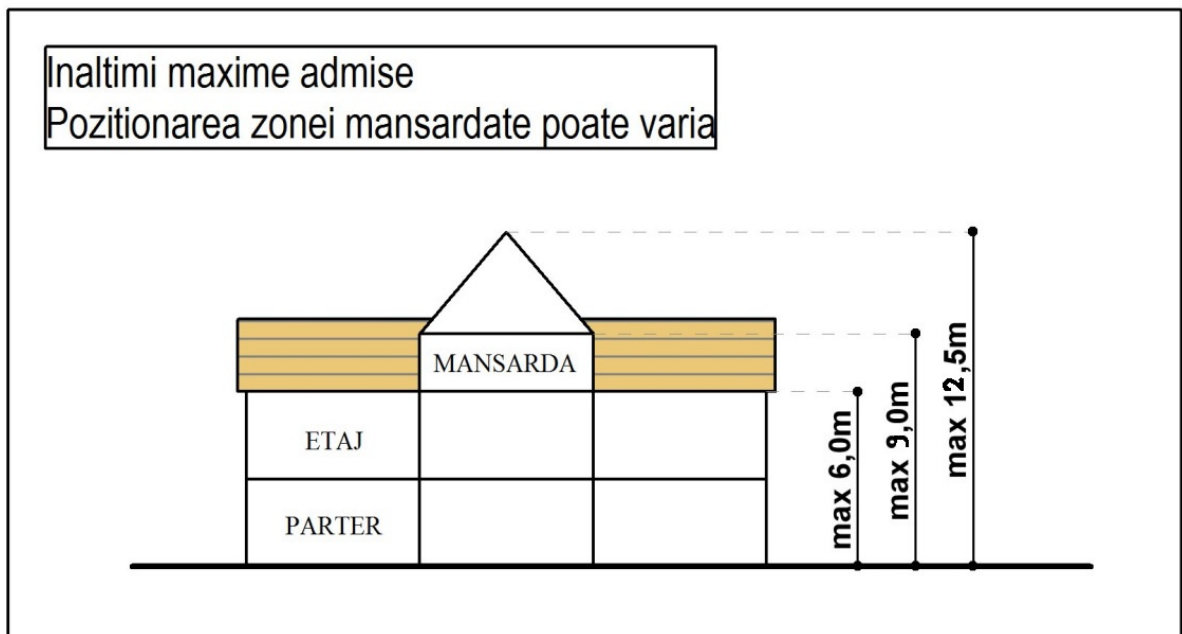 Inaltimi maxime admise
Pozitionarea zonei mansardate poate varia
MANSARDA
ETAJ
PARTER
max 6,0m
max 9,0m
max 12,5m